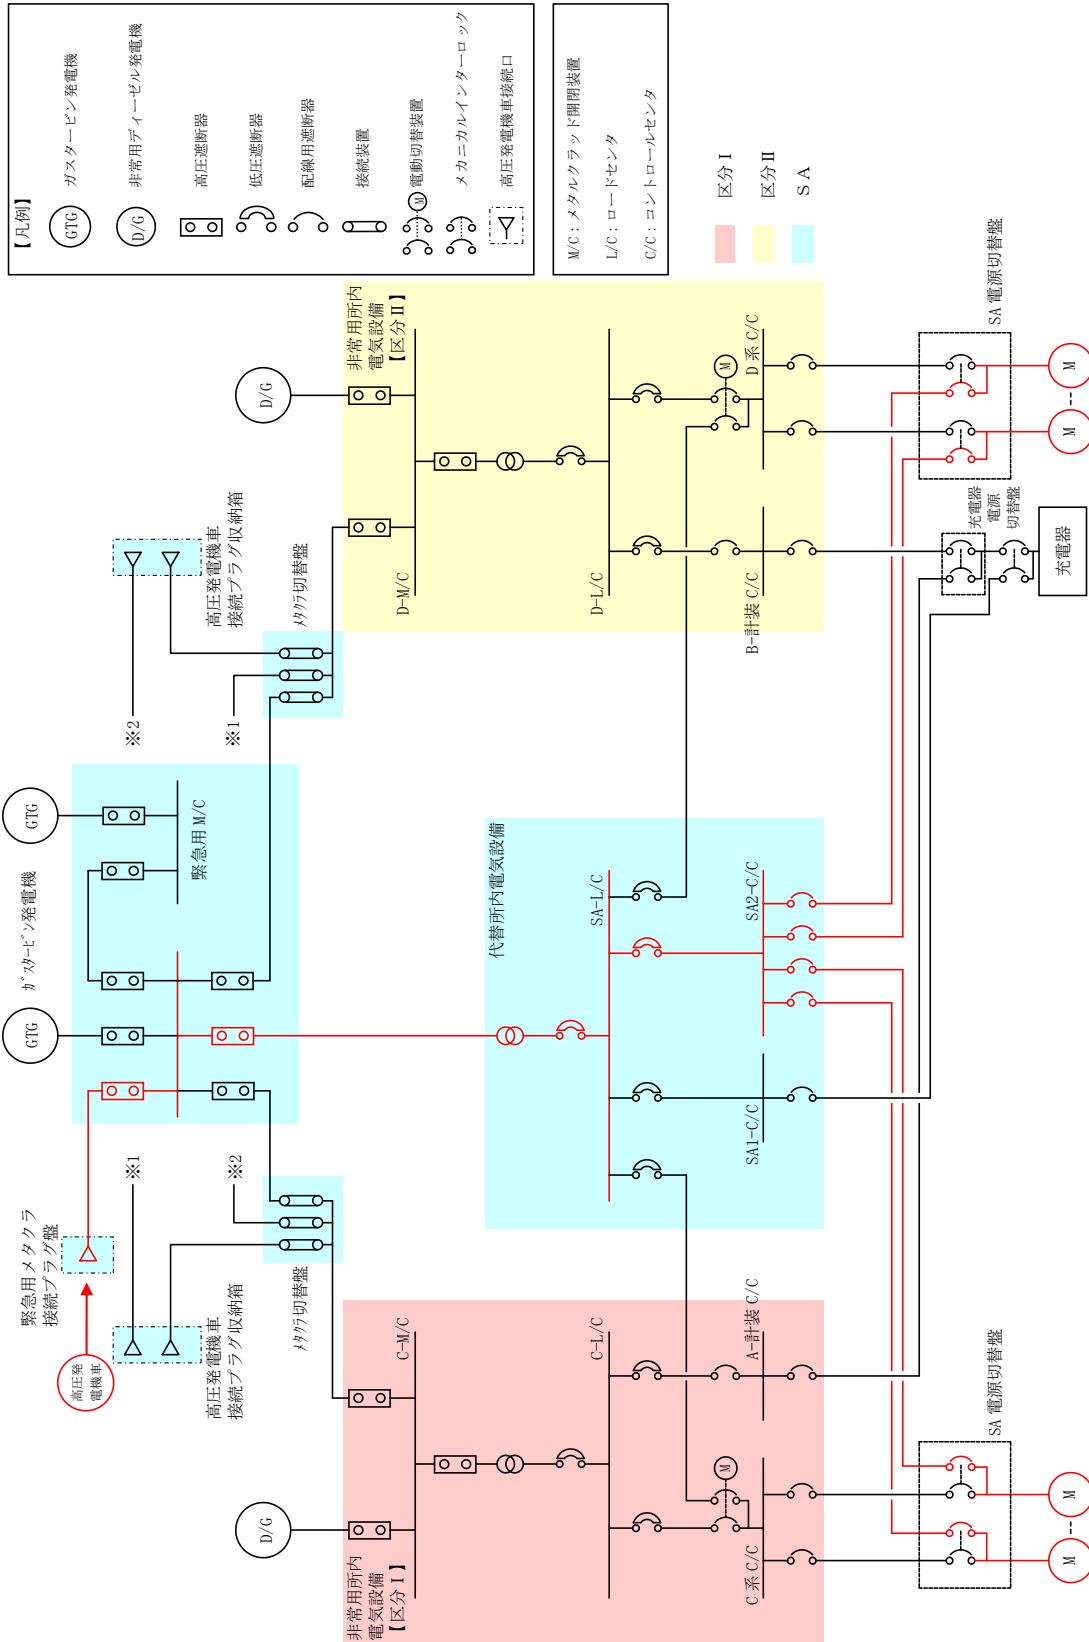 【凡例】
GTG
ガスタービン発電機
D/G
非常用ディーゼル発電機
高圧遮断器
低圧遮断器
配線用遮断器
接続装置
M
電動切替装置
メカニカルインターロック
高圧発電機車接続口
M/C：メタルクラッド開閉装置
L/C：ロードセンタ
C/C：コントロールセンタ
区分Ⅰ
区分Ⅱ
ＳＡ
緊急用メタクラ
接続プラグ盤
高圧発
電機車
※1
※2
高圧発電機車
接続プラグ収納箱
ﾒﾀｸﾗ切替盤
GTG
ｶﾞｽﾀｰﾋﾞﾝ発電機
GTG
緊急用 M/C
※2
※1
高圧発電機車
接続プラグ収納箱
ﾒﾀｸﾗ切替盤
D/G
D/G
非常用所内
電気設備
【区分Ⅰ】
C-M/C
C-L/C
M
C 系 C/C
A-計装 C/C
代替所内電気設備
SA-L/C
SA1-C/C
SA2-C/C
非常用所内
電気設備
【区分Ⅱ】
D-M/C
D-L/C
M
B-計装 C/C
D 系 C/C
SA 電源切替盤
M
M
充電器
電源
切替盤
充電器
SA 電源切替盤
M
M